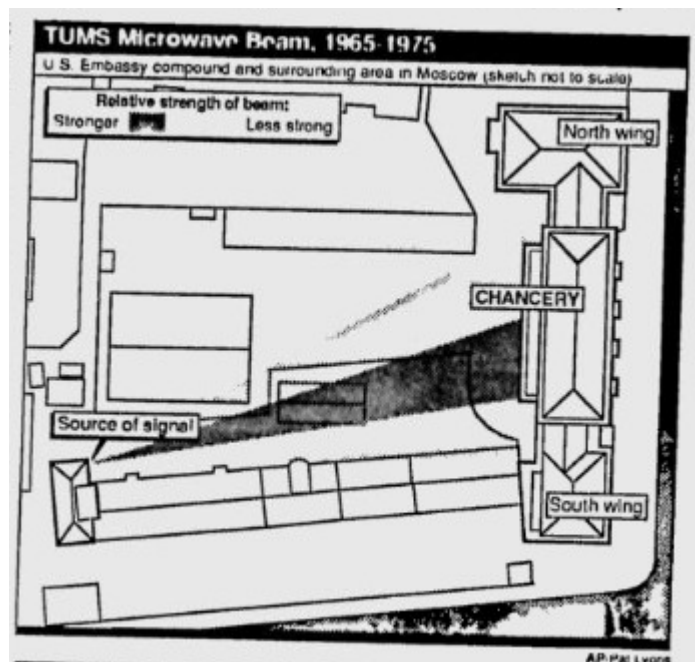 TUMS Microwave Beam, 1965-1975
U.S. Embassy compound and surrounding area in Moscow (sketch not to scale)
Relative strength of beam:
Stronger Less strong
North wing
CHANCERY
Source of signal
South wing
AP/Pat Lyons